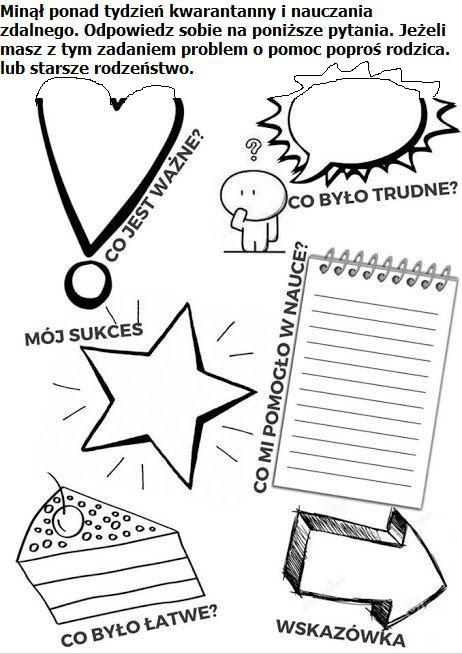 Minął ponad tydzień kwarantanny i nauczania
zdalnego. Odpowiedz sobie na poniższe pytania. Jeżeli
masz z tym zadaniem problem o pomoc poproś rodzica.
lub starsze rodzeństwo.
CO JEST WAŻNE?
?
CO BYŁO TRUDNE?
MÓJ SUKCES
CO MI POMOGŁO W NAUCE?
CO BYŁO ŁATWE?
WSKAZÓWKA